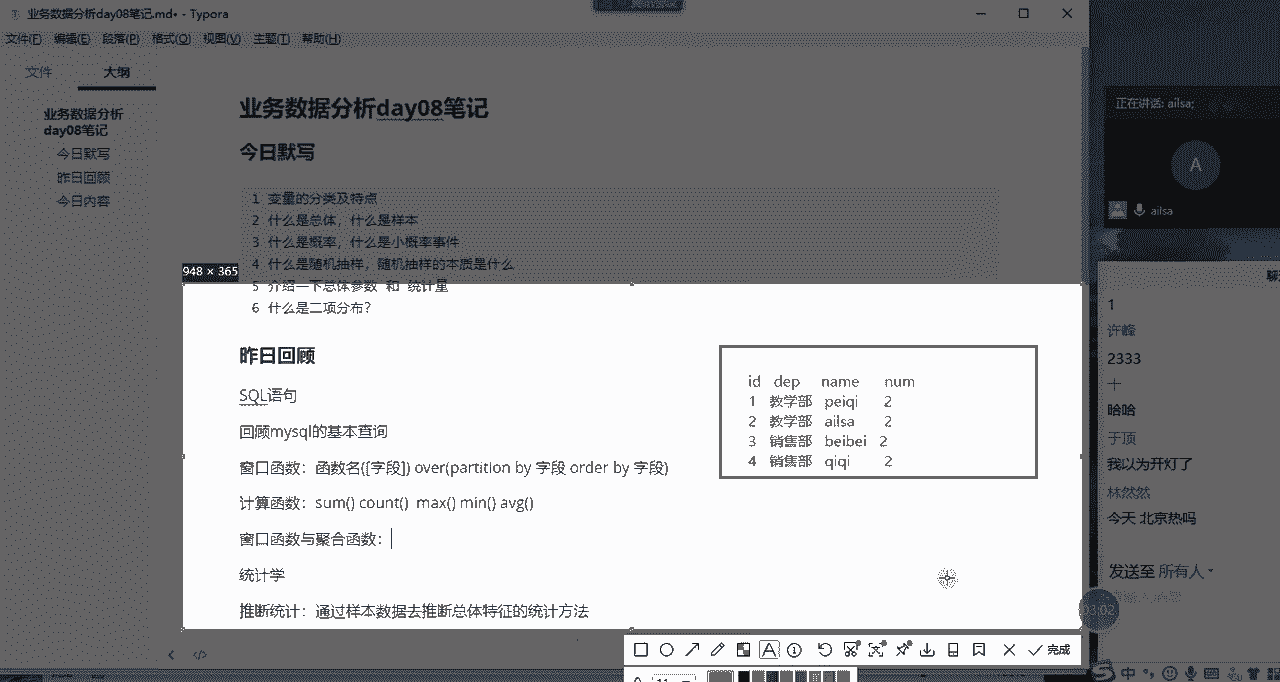 业务数据分析day08笔记.md• - Typora
文件(F) 编辑(E) 段落(P) 格式(O) 视图(V) 主题(T) 帮助(H)
文件 大纲
业务数据分析
day08笔记
今日默写
昨日回顾
今日内容
业务数据分析day08笔记
今日默写
1 变量的分类及特点
2 什么是总体，什么是样本
3 什么是概率，什么是小概率事件
4 什么是随机抽样，随机抽样的本质是什么
948 × 365
5 介绍一下总体参数 和 统计量
6 什么是二项分布?
昨日回顾
SQL语句
回顾mysql的基本查询
窗口函数：函数名([字段]) over(partition by 字段 order by 字段)
计算函数：sum() count() max() min() avg()
窗口函数与聚合函数：
统计学
推断统计：通过样本数据去推断总体特征的统计方法
id dep name num
1 教学部 peiqi 2
2 教学部 ailsa 2
3 销售部 beibei 2
4 销售部 qiqi 2
完成
11
正在讲话: ailsa;
A
ailsa
1
许峰
2333
哈哈
于顶
我以为开灯了
林然然
今天 北京热吗
发送至 所有人
03:02
中